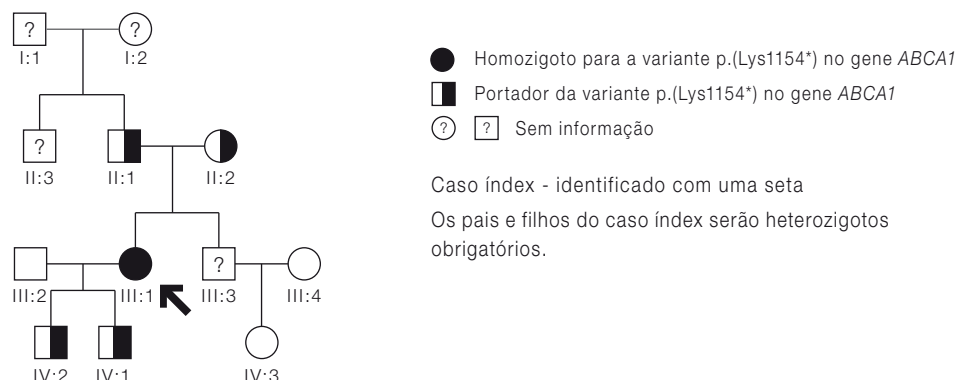 ? ?
I:1 I:2
Homozigoto para a variante p.(Lys1154*) no gene ABCA1
Portador da variante p.(Lys1154*) no gene ABCA1
? ? Sem informação
?
II:3 II:1 II:2
Caso índex - identificado com uma seta
Os pais e filhos do caso índex serão heterozigotos
obrigatórios.
?
III:2 III:1 III:3 III:4
IV:2 IV:1 IV:3